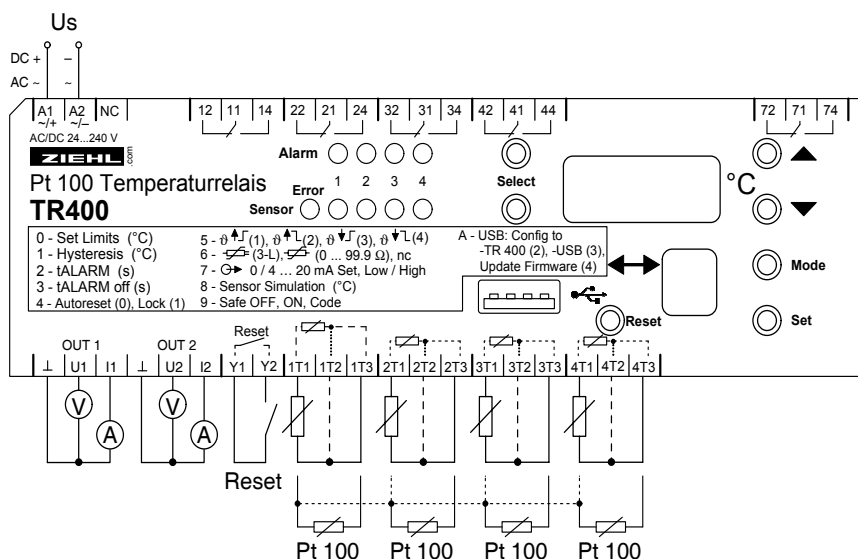 Us
DC + –
AC ~ ~
A1 A2 NC 12 11 14 22 21 24 32 31 34 42 41 44 72 71 74
~/+ ~/–
AC/DC 24...240 V
ZIEHL .com
Alarm
Pt 100 Temperaturrelais
Error 1 2 3 4 Select °C
TR400
Sensor
0 - Set Limits (°C)
1 - Hysteresis (°C)
2 - tALARM (s)
3 - tALARM off (s)
4 - Autoreset (0), Lock (1)
5 - ϑ (1), ϑ (2), ϑ (3), ϑ (4)
6 - (3-L), (0 ... 99.9 Ω), nc
7 - 0 / 4 ... 20 mA Set, Low / High
8 - Sensor Simulation (°C)
9 - Safe OFF, ON, Code
A - USB: Config to
-TR 400 (2), -USB (3),
Update Firmware (4)
Mode
Set
Reset
OUT 1 OUT 2 Reset
⊥ U1 I1 ⊥ U2 I2 Y1 Y2 1T1 1T2 1T3 2T1 2T2 2T3 3T1 3T2 3T3 4T1 4T2 4T3
V A V A
Reset
Pt 100 Pt 100 Pt 100 Pt 100